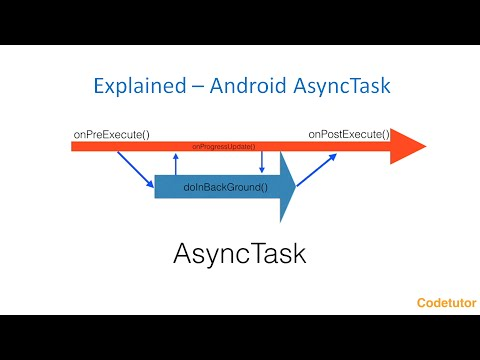 Explained – Android AsyncTask
onPreExecute()
onPostExecute()
onProgressUpdate()
doInBackGround()
AsyncTask
Codetutor